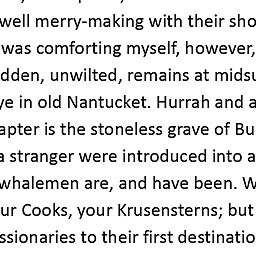 well merry-making with their sho
was comforting myself, however,
dden, unwilted, remains at midsu
ye in old Nantucket. Hurrah and a
apter is the stoneless grave of Bu
a stranger were introduced into a
whalemen are, and have been. W
ur Cooks, your Krusensterns; but
ssionaries to their first destinatio